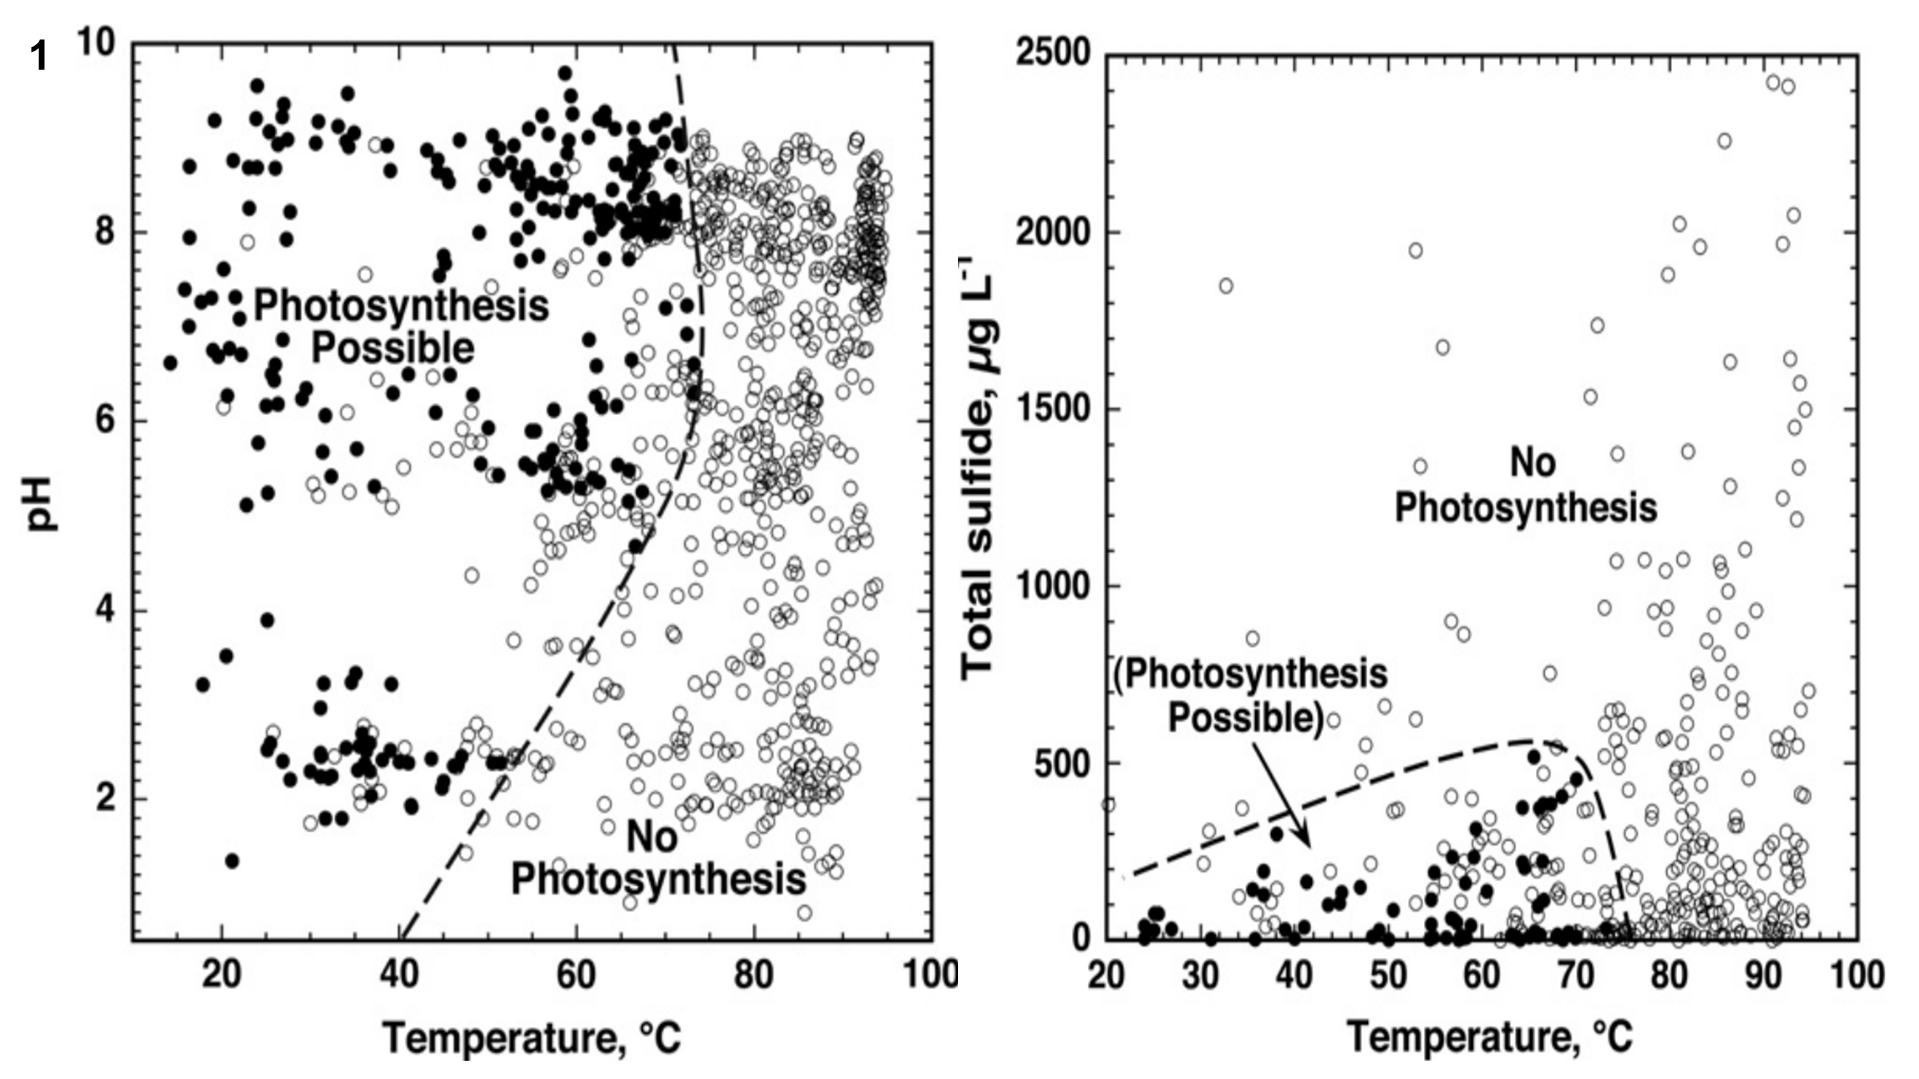 1
10
8
6
4
2
pH
Photosynthesis
Possible
No
Photosynthesis
20 40 60 80 100
Temperature, °C
2500
2000
1500
1000
500
0
Total sulfide, µg L⁻¹
No
Photosynthesis
(Photosynthesis
Possible)
20 30 40 50 60 70 80 90 100
Temperature, °C